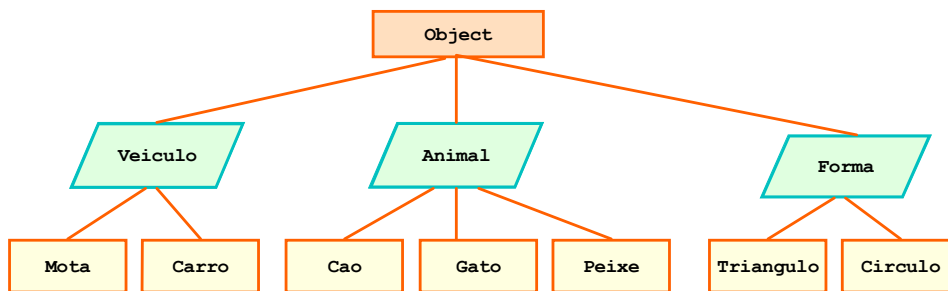 Object
Veiculo
Animal
Forma
Mota
Carro
Cao
Gato
Peixe
Triangulo
Circulo